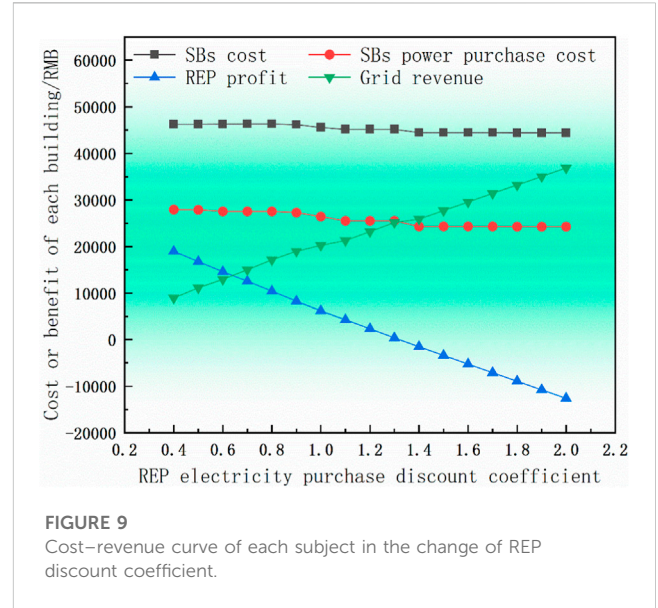 60000
50000
40000
30000
20000
10000
0
-10000
-20000
Cost or benefit of each building/RMB
SBs cost
SBs power purchase cost
REP profit
Grid revenue
0.2 0.4 0.6 0.8 1.0 1.2 1.4 1.6 1.8 2.0 2.2
REP electricity purchase discount coefficient
FIGURE 9
Cost–revenue curve of each subject in the change of REP
discount coefficient.